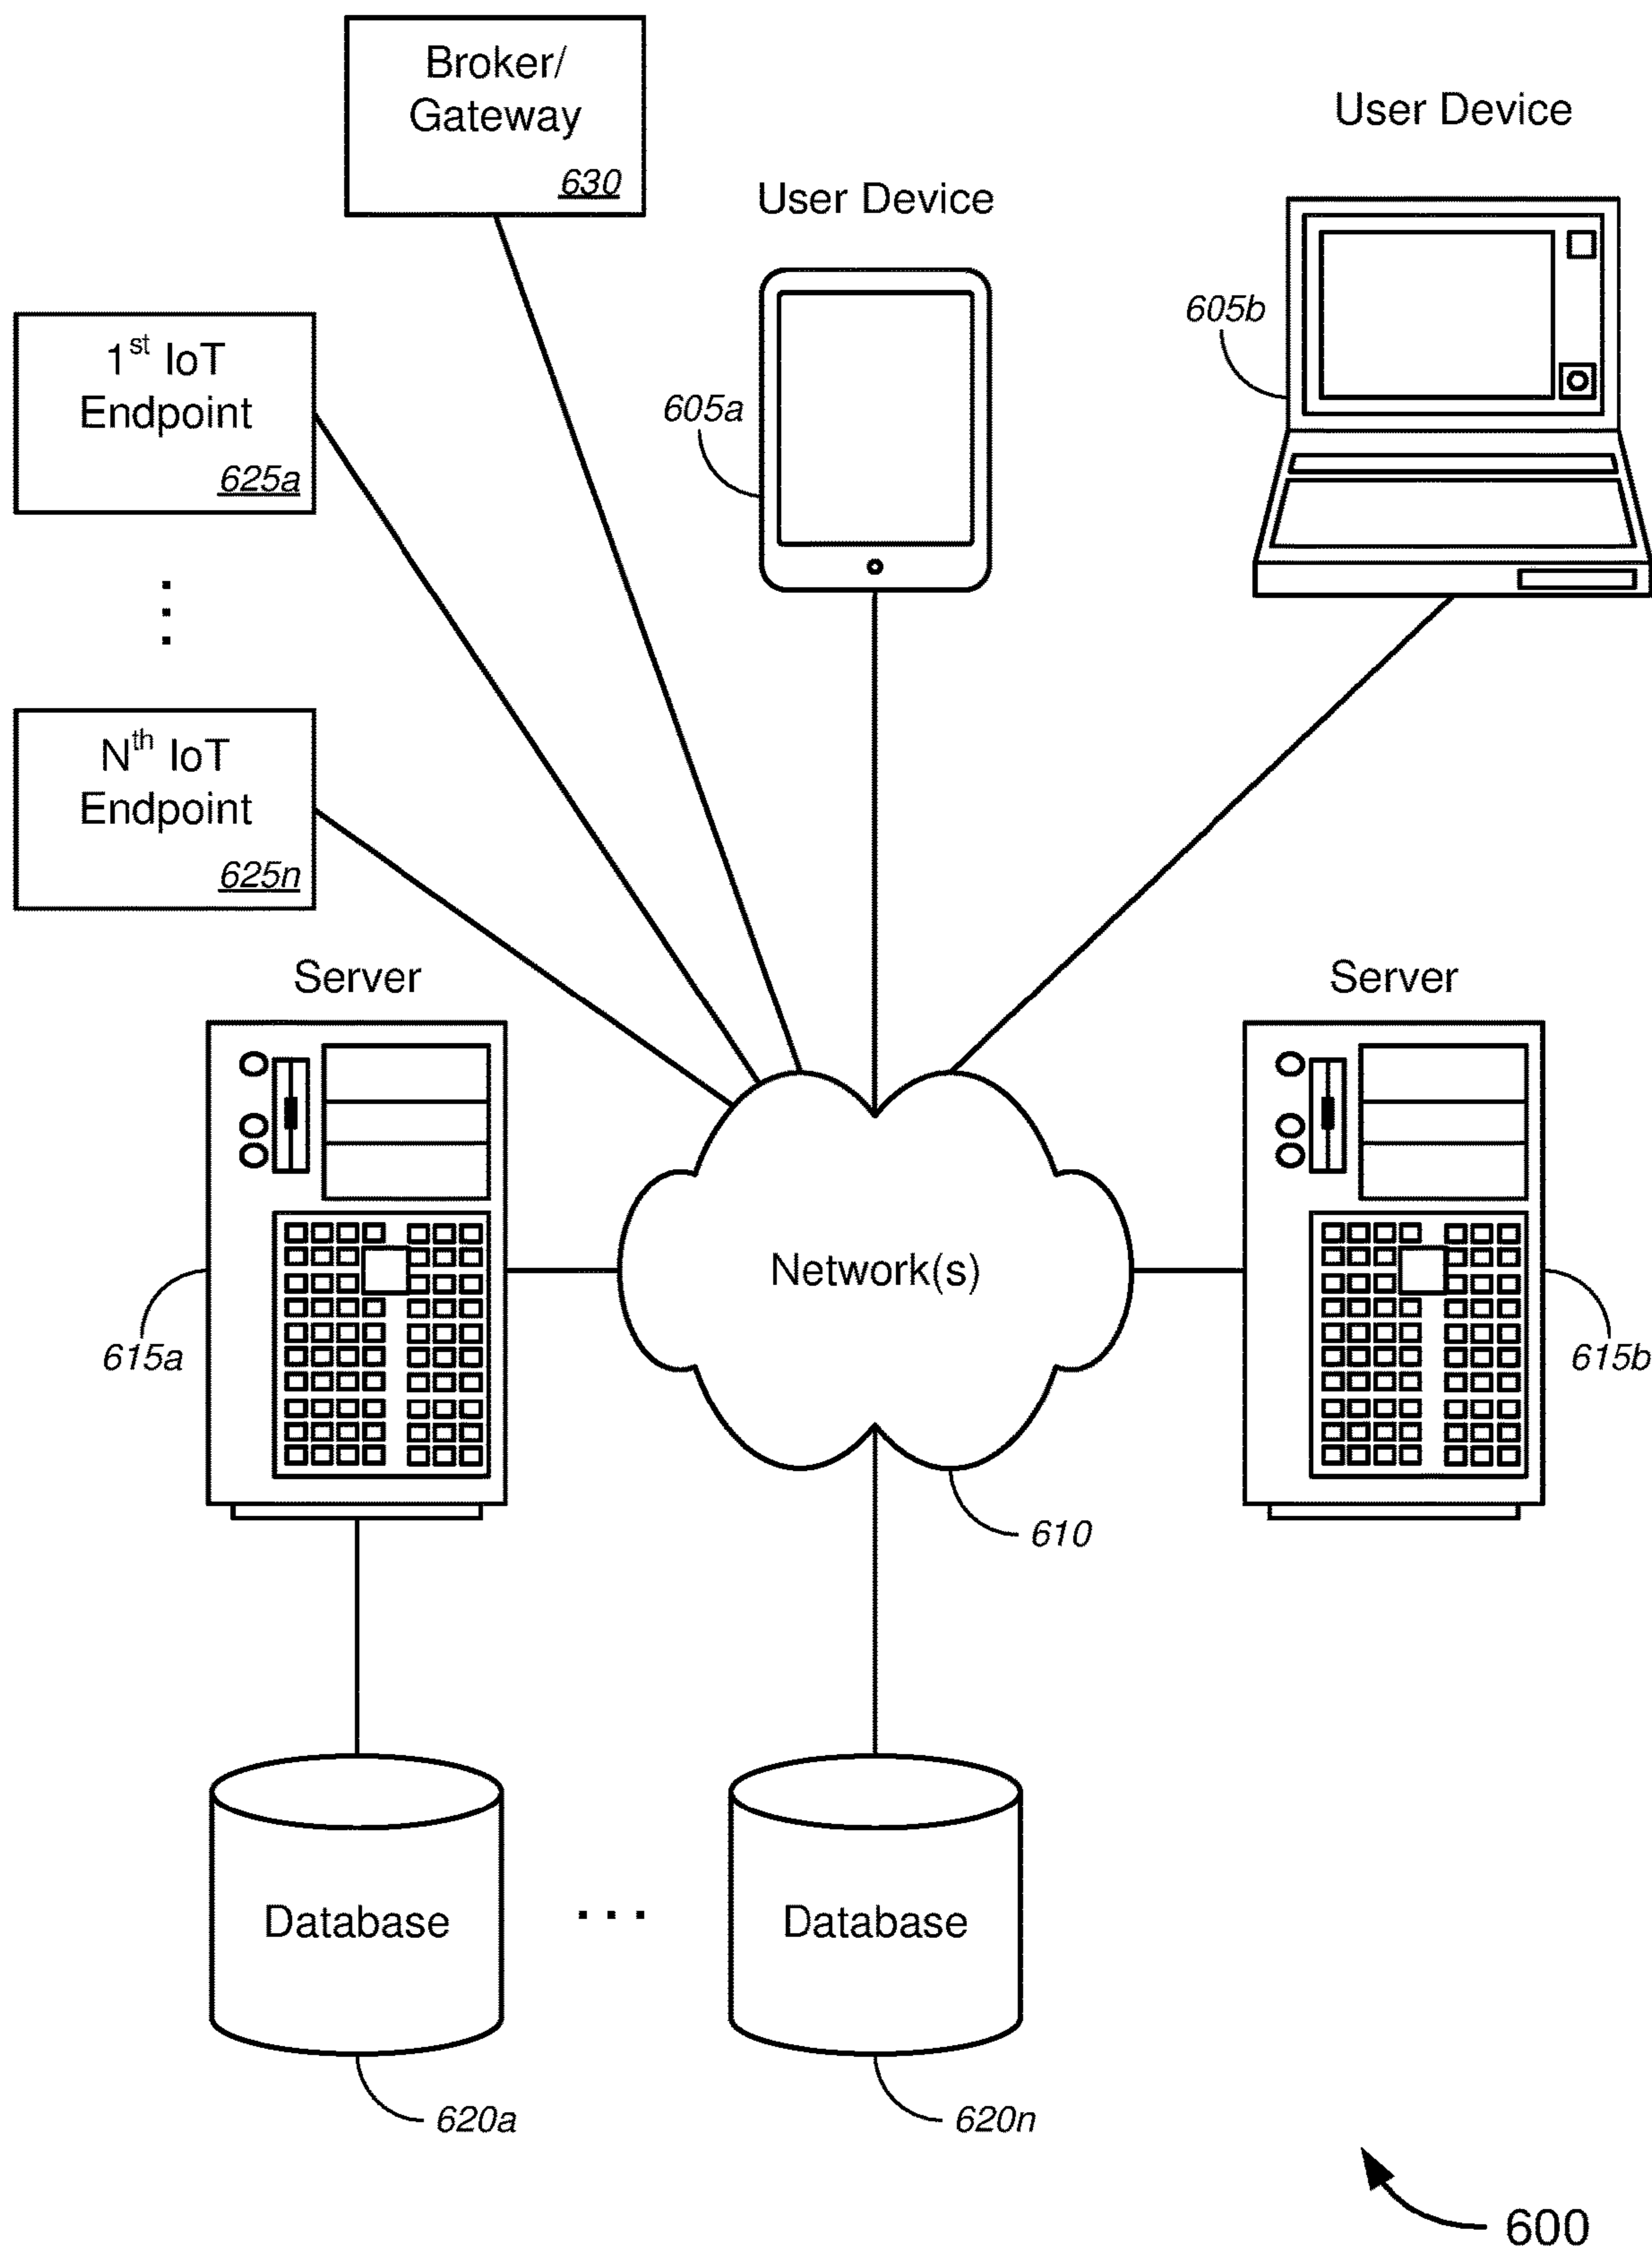 Broker/
Gateway
630
User Device
User Device
605b
1st IoT
Endpoint
625a
605a
Nth IoT
Endpoint
625n
Server
Server
Network(s)
615a
615b
610
Database
...
Database
620a
620n
600